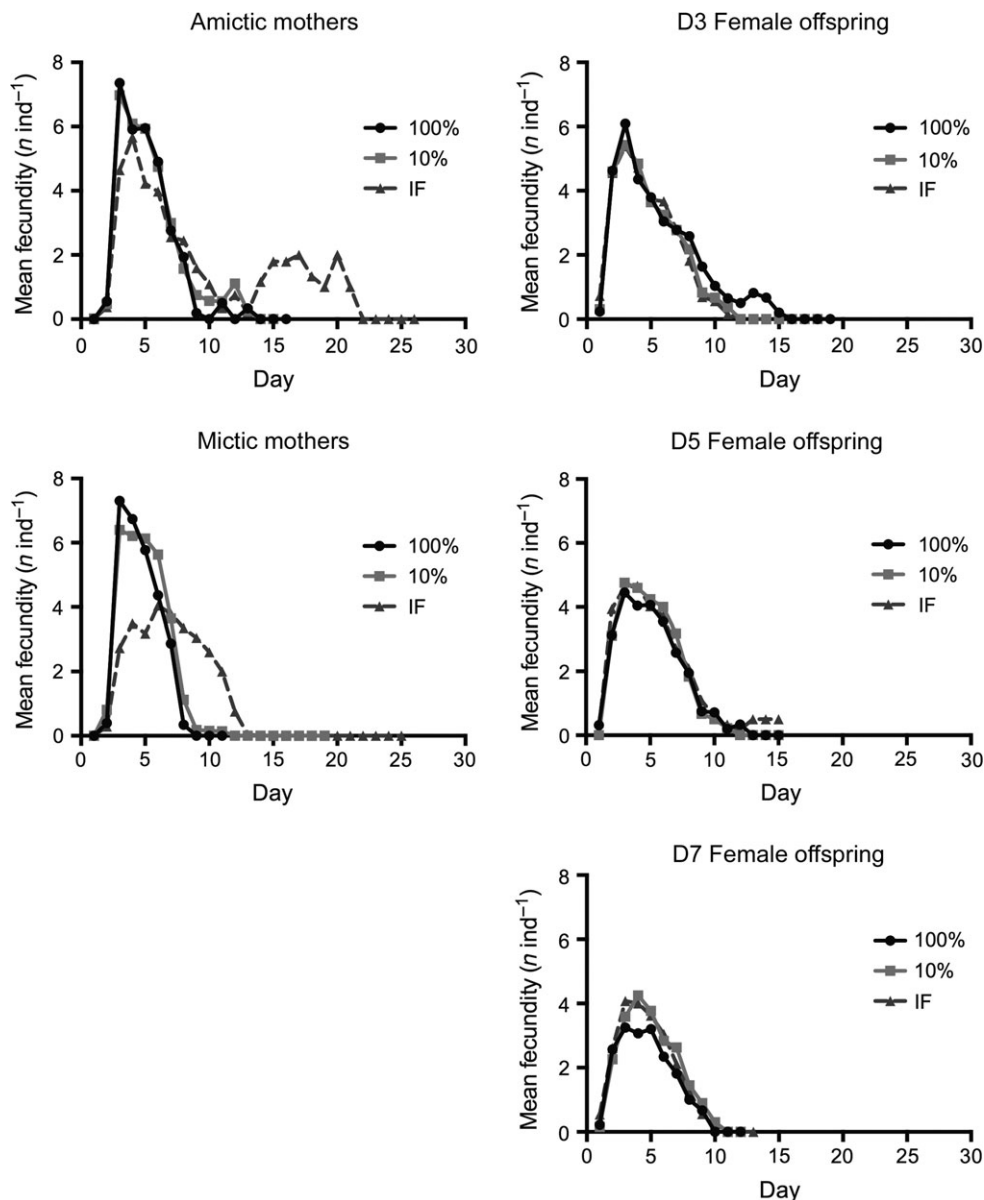 Amictic mothers
Mean fecundity (n ind⁻¹)
8
6
4
2
0
0 5 10 15 20 25 30
Day
100%
10%
IF
D3 Female offspring
Mean fecundity (n ind⁻¹)
8
6
4
2
0
0 5 10 15 20 25 30
Day
100%
10%
IF
Mictic mothers
Mean fecundity (n ind⁻¹)
8
6
4
2
0
0 5 10 15 20 25 30
Day
100%
10%
IF
D5 Female offspring
Mean fecundity (n ind⁻¹)
8
6
4
2
0
0 5 10 15 20 25 30
Day
100%
10%
IF
D7 Female offspring
Mean fecundity (n ind⁻¹)
8
6
4
2
0
0 5 10 15 20 25 30
Day
100%
10%
IF